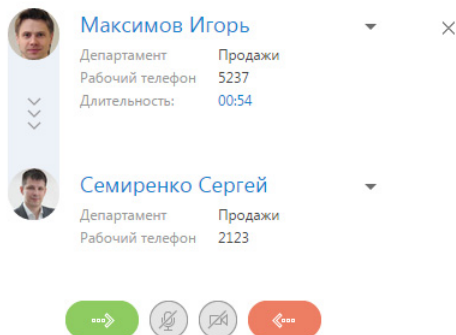 Максимов Игорь
Департамент Продажи
Рабочий телефон 5237
Длительность: 00:54
Семиренко Сергей
Департамент Продажи
Рабочий телефон 2123